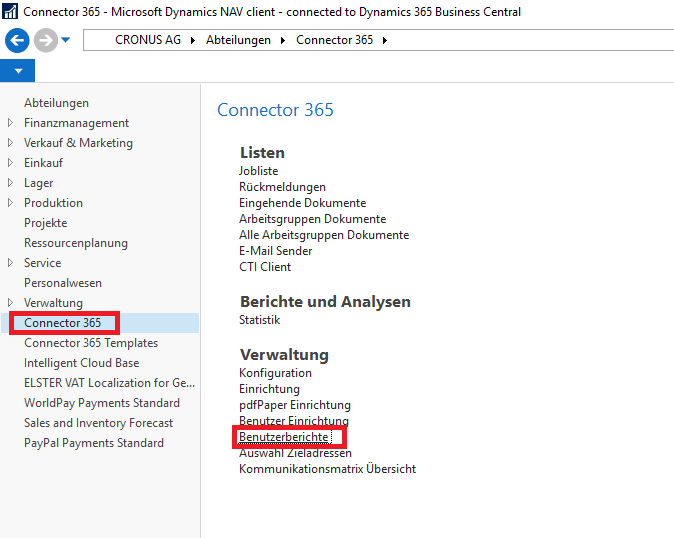 Connector 365 - Microsoft Dynamics NAV client - connected to Dynamics 365 Business Central
CRONUS AG Abteilungen Connector 365
Abteilungen
Finanzmanagement
Verkauf & Marketing
Einkauf
Lager
Produktion
Projekte
Ressourcenplanung
Service
Personalwesen
Verwaltung
Connector 365
Connector 365 Templates
Intelligent Cloud Base
ELSTER VAT Localization for Ge...
WorldPay Payments Standard
Sales and Inventory Forecast
PayPal Payments Standard
Connector 365
Listen
Jobliste
Rückmeldungen
Eingehende Dokumente
Arbeitsgruppen Dokumente
Alle Arbeitsgruppen Dokumente
E-Mail Sender
CTI Client
Berichte und Analysen
Statistik
Verwaltung
Konfiguration
Einrichtung
pdfPaper Einrichtung
Benutzer Einrichtung
Benutzerberichte
Auswahl Zieladressen
Kommunikationsmatrix Übersicht